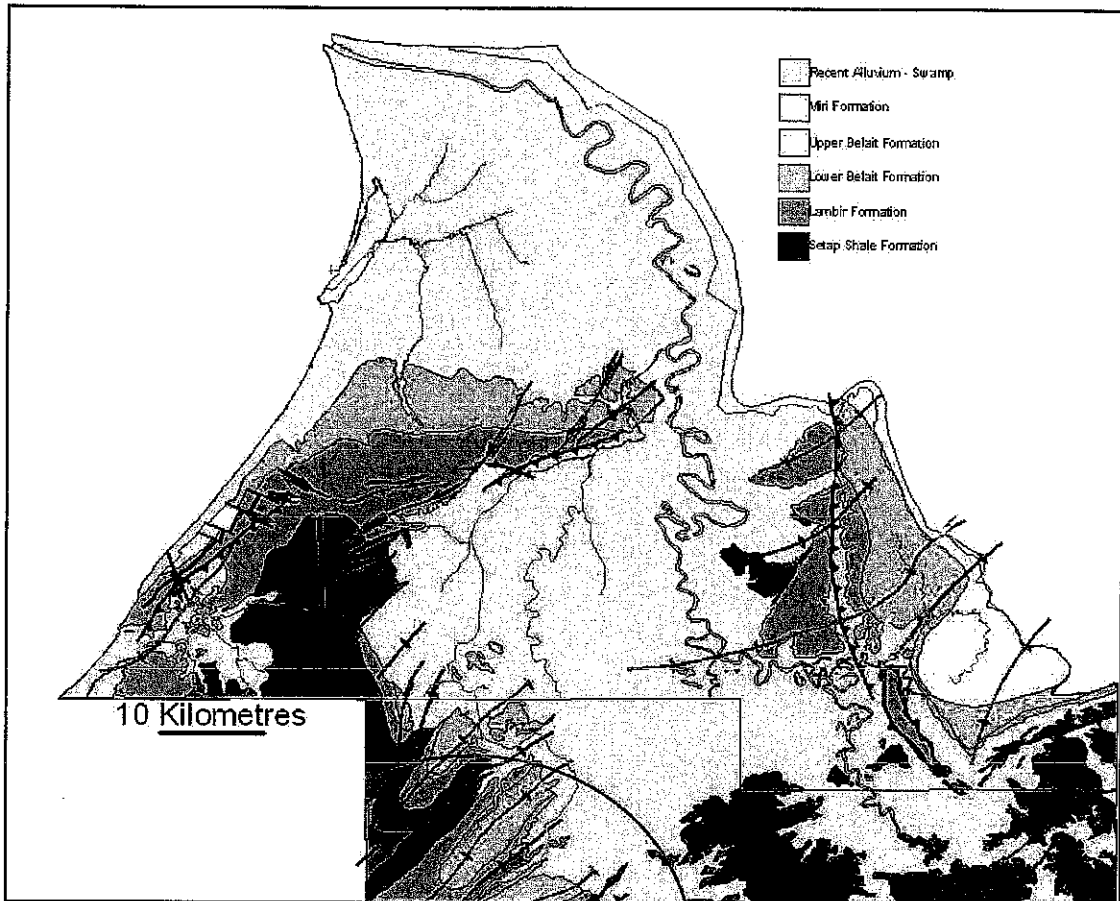 Recent Alluvium - Swamp
Miri Formation
Upper Belait Formation
Lower Belait Formation
Lambir Formation
Setap Shale Formation
10 Kilometres